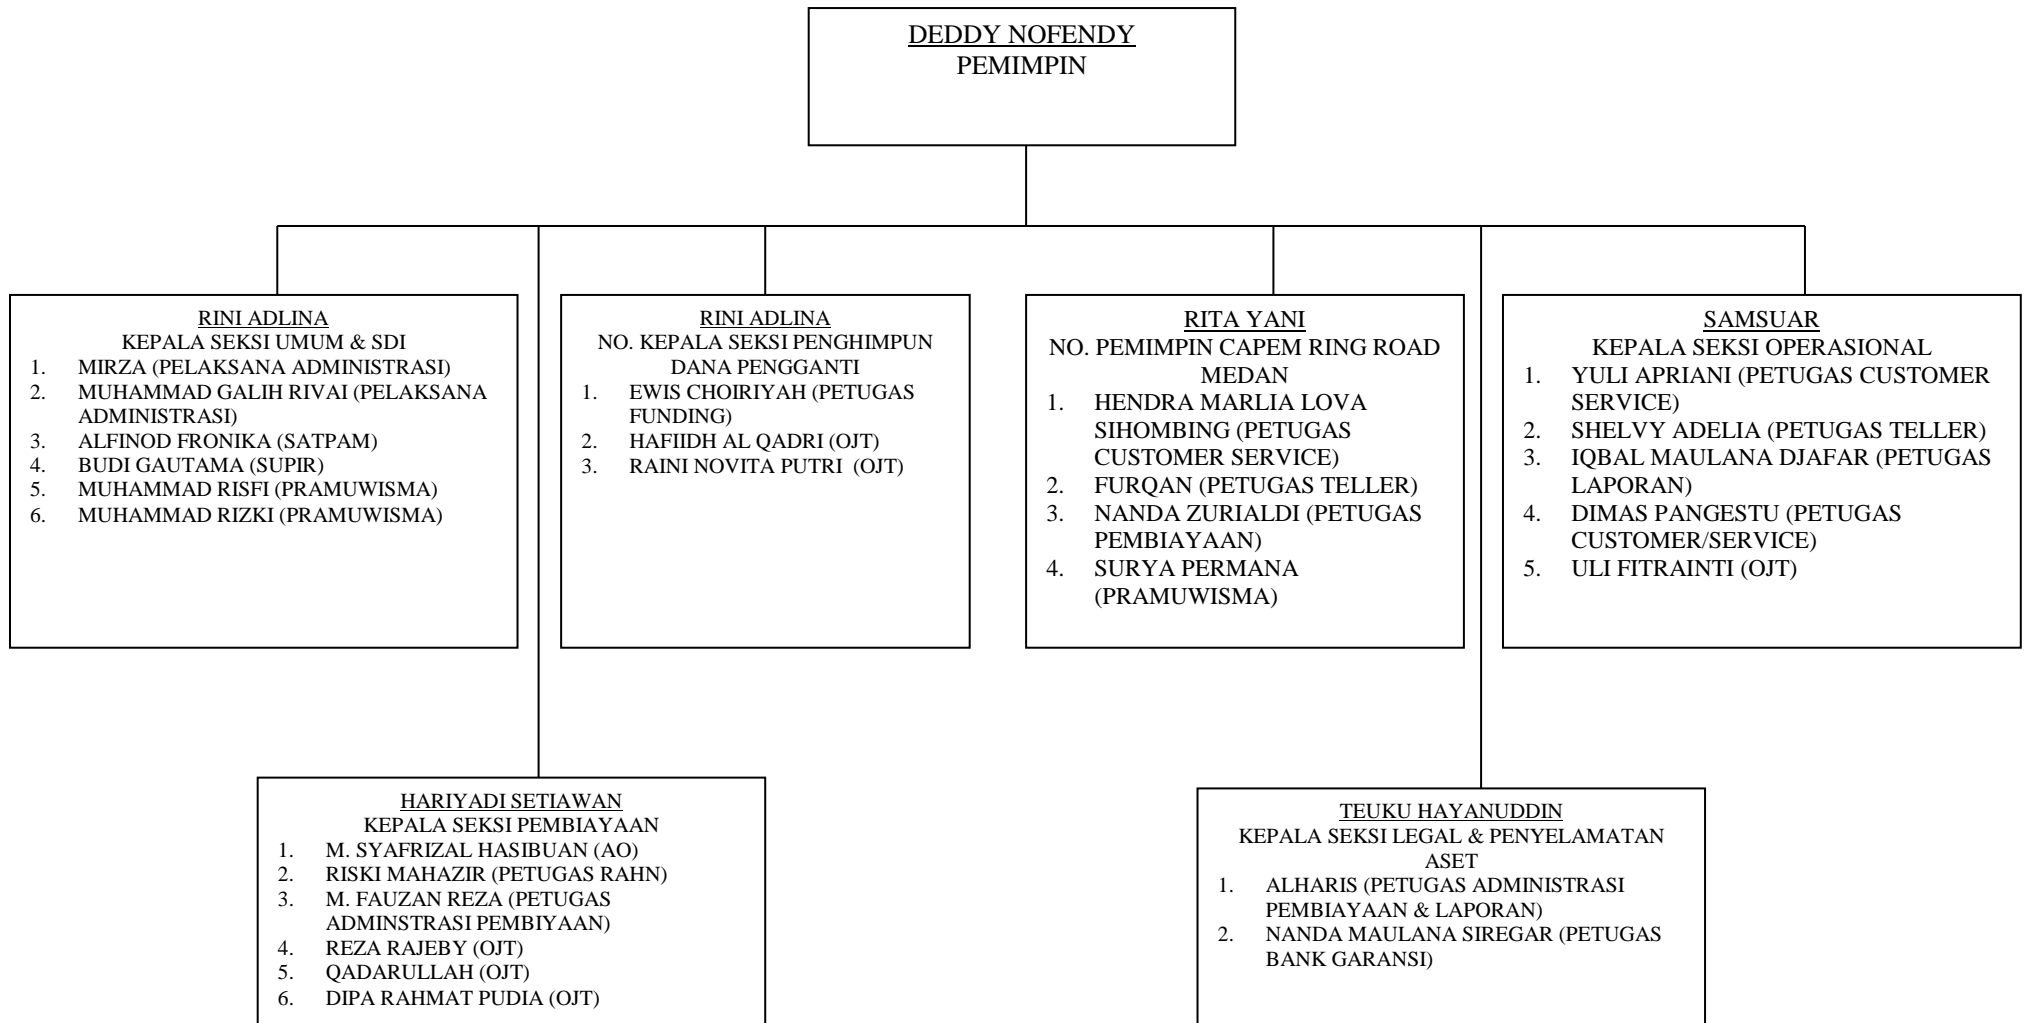 DEDDY NOFENDY
PEMIMPIN
RINI ADLINA
KEPALA SEKSI UMUM & SDI
1. MIRZA (PELAKSANA ADMINISTRASI)
2. MUHAMMAD GALIH RIVAI (PELAKSANA
ADMINISTRASI)
3. ALFINOD FRONIKA (SATPAM)
4. BUDI GAUTAMA (SUPIR)
5. MUHAMMAD RISFI (PRAMUWISMA)
6. MUHAMMAD RIZKI (PRAMUWISMA)
RINI ADLINA
NO. KEPALA SEKSI PENGHIMPUN
DANA PENGGANTI
1. EWIS CHOIRIYAH (PETUGAS
FUNDING)
2. HAFIIDH AL QADRI (OJT)
3. RAINI NOVITA PUTRI (OJT)
RITA YANI
NO. PEMIMPIN CAPEM RING ROAD
MEDAN
1. HENDRA MARLIA LOVA
SIHOMBING (PETUGAS
CUSTOMER SERVICE)
2. FURQAN (PETUGAS TELLER)
3. NANDA ZURIALDI (PETUGAS
PEMBIAYAAN)
4. SURYA PERMANA
(PRAMUWISMA)
SAMSUAR
KEPALA SEKSI OPERASIONAL
1. YULI APRIANI (PETUGAS CUSTOMER
SERVICE)
2. SHELVY ADELIA (PETUGAS TELLER)
3. IQBAL MAULANA DJAFAR (PETUGAS
LAPORAN)
4. DIMAS PANGESTU (PETUGAS
CUSTOMER/SERVICE)
5. ULI FITRAINTI (OJT)
HARIYADI SETIAWAN
KEPALA SEKSI PEMBIAYAAN
1. M. SYAFRIZAL HASIBUAN (AO)
2. RISKI MAHAZIR (PETUGAS RAHN)
3. M. FAUZAN REZA (PETUGAS
ADMINSTRASI PEMBIYAAN)
4. REZA RAJEBY (OJT)
5. QADARULLAH (OJT)
6. DIPA RAHMAT PUDIA (OJT)
TEUKU HAYANUDDIN
KEPALA SEKSI LEGAL & PENYELAMATAN
ASET
1. ALHARIS (PETUGAS ADMINISTRASI
PEMBIAYAAN & LAPORAN)
2. NANDA MAULANA SIREGAR (PETUGAS
BANK GARANSI)